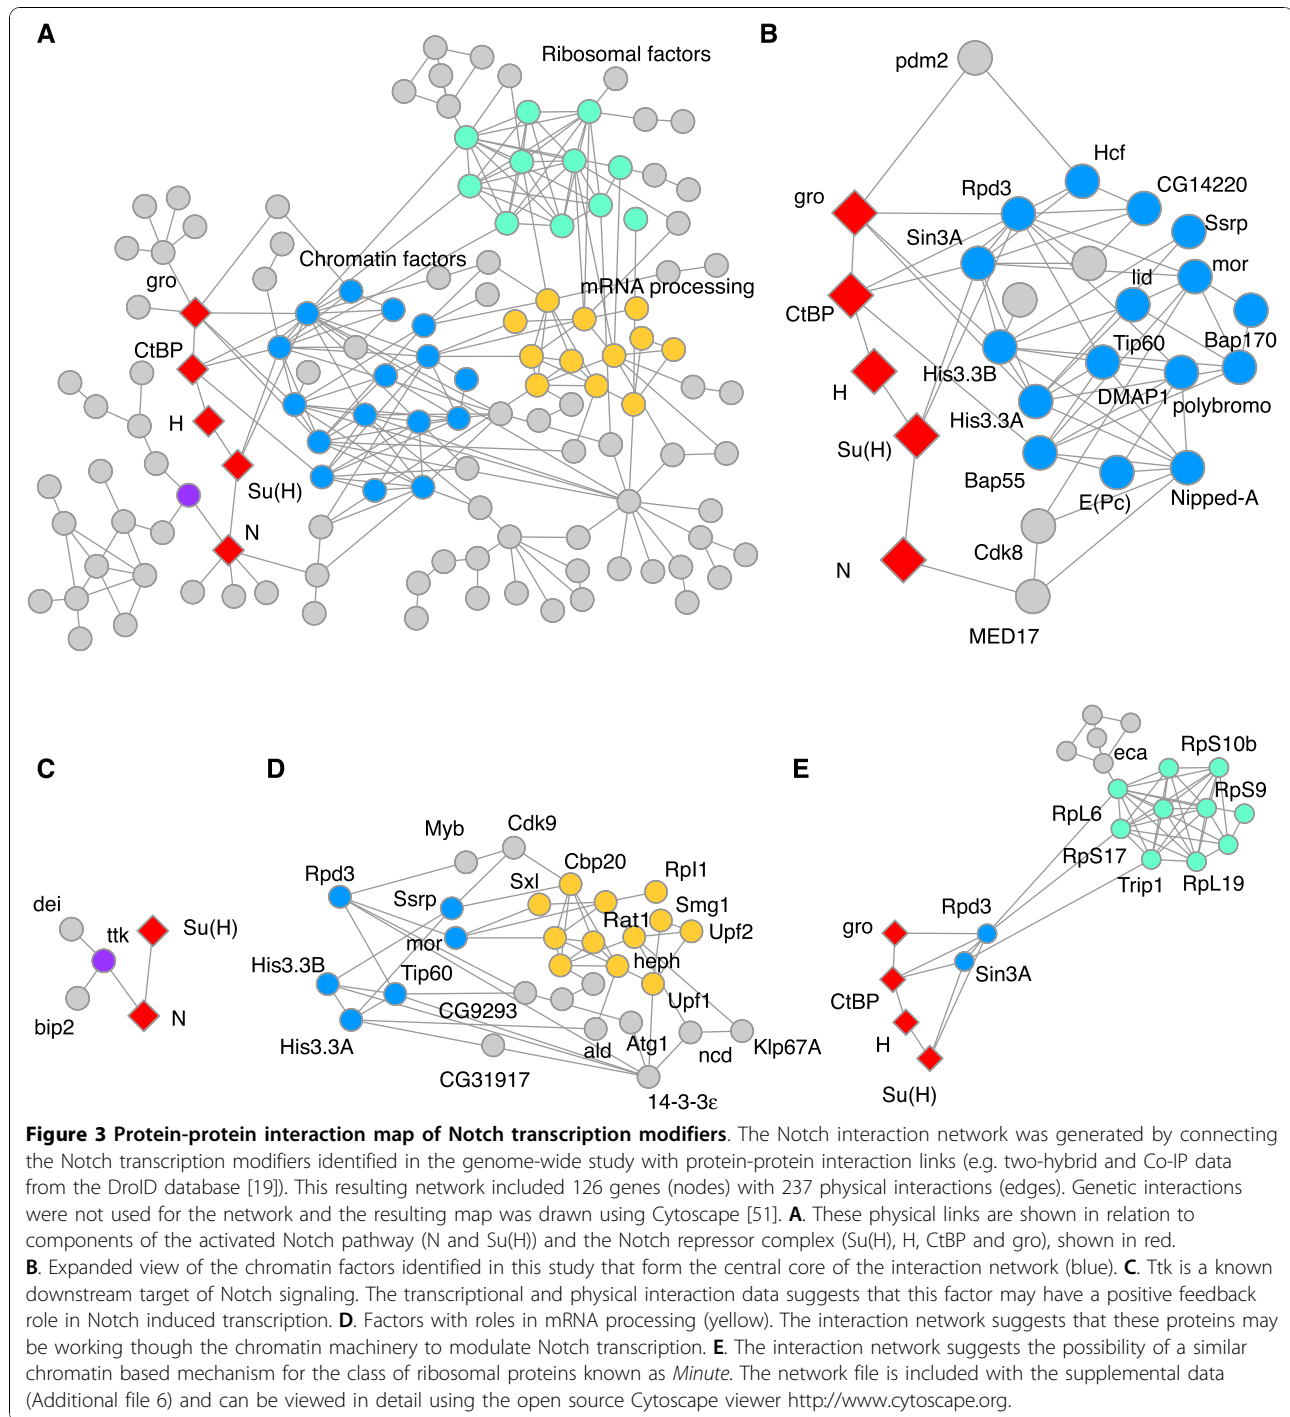 A
Ribosomal factors
Chromatin factors
mRNA processing
gro
CtBP
H
Su(H)
N
B
pdm2
Hcf
CG14220
Rpd3
gro
Ssrp
Sin3A
mor
lid
CtBP
Tip60
Bap170
His3.3B
H
DMAP1
polybromo
His3.3A
Su(H)
Bap55
E(Pc)
Nipped-A
Cdk8
N
MED17
C
dei
ttk
Su(H)
bip2
N
D
Myb
Cdk9
Cbp20
Rpd3
Sxl
RpI1
Ssrp
Smg1
Rat1
Upf2
mor
His3.3B
Tip60
heph
CG9293
Upf1
His3.3A
ald
Atg1
ncd
Klp67A
CG31917
14-3-3ε
E
eca
RpS10b
RpS9
RpL6
RpS17
Trip1
RpL19
Rpd3
gro
Sin3A
CtBP
H
Su(H)
Figure 3 Protein-protein interaction map of Notch transcription modifiers. The Notch interaction network was generated by connecting
the Notch transcription modifiers identified in the genome-wide study with protein-protein interaction links (e.g. two-hybrid and Co-IP data
from the DroID database [19]). This resulting network included 126 genes (nodes) with 237 physical interactions (edges). Genetic interactions
were not used for the network and the resulting map was drawn using Cytoscape [51]. A. These physical links are shown in relation to
components of the activated Notch pathway (N and Su(H)) and the Notch repressor complex (Su(H), H, CtBP and gro), shown in red.
B. Expanded view of the chromatin factors identified in this study that form the central core of the interaction network (blue). C. Ttk is a known
downstream target of Notch signaling. The transcriptional and physical interaction data suggests that this factor may have a positive feedback
role in Notch induced transcription. D. Factors with roles in mRNA processing (yellow). The interaction network suggests that these proteins may
be working though the chromatin machinery to modulate Notch transcription. E. The interaction network suggests the possibility of a similar
chromatin based mechanism for the class of ribosomal proteins known as Minute. The network file is included with the supplemental data
(Additional file 6) and can be viewed in detail using the open source Cytoscape viewer http://www.cytoscape.org.